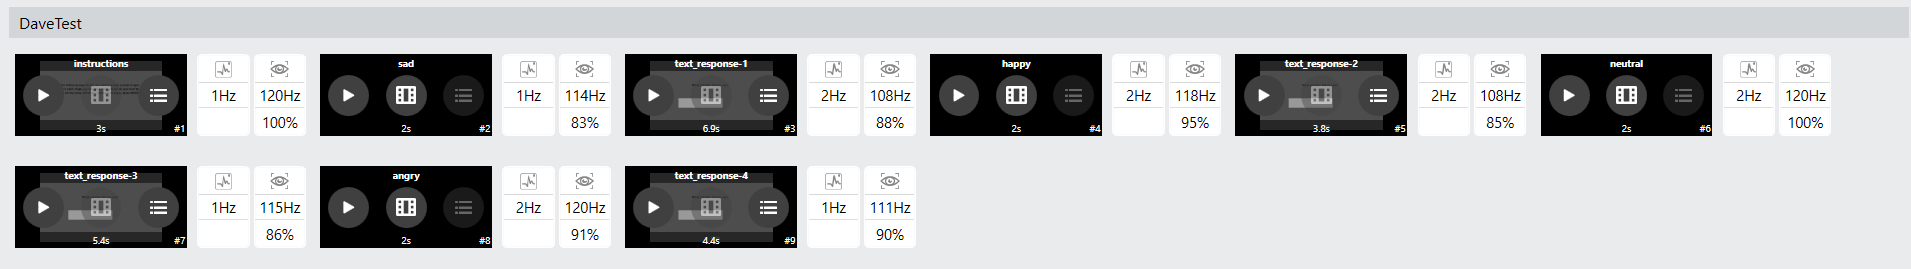 DaveTest
instructions
3s
#1
1Hz
120Hz
100%
sad
2s
#2
1Hz
114Hz
83%
text_response-1
6.9s
#3
2Hz
108Hz
88%
happy
2s
#4
2Hz
118Hz
95%
text_response-2
3.8s
#5
2Hz
108Hz
85%
neutral
2s
#6
2Hz
120Hz
100%
text_response-3
5.4s
#7
1Hz
115Hz
86%
angry
2s
#8
2Hz
120Hz
91%
text_response-4
4.4s
#9
1Hz
111Hz
90%